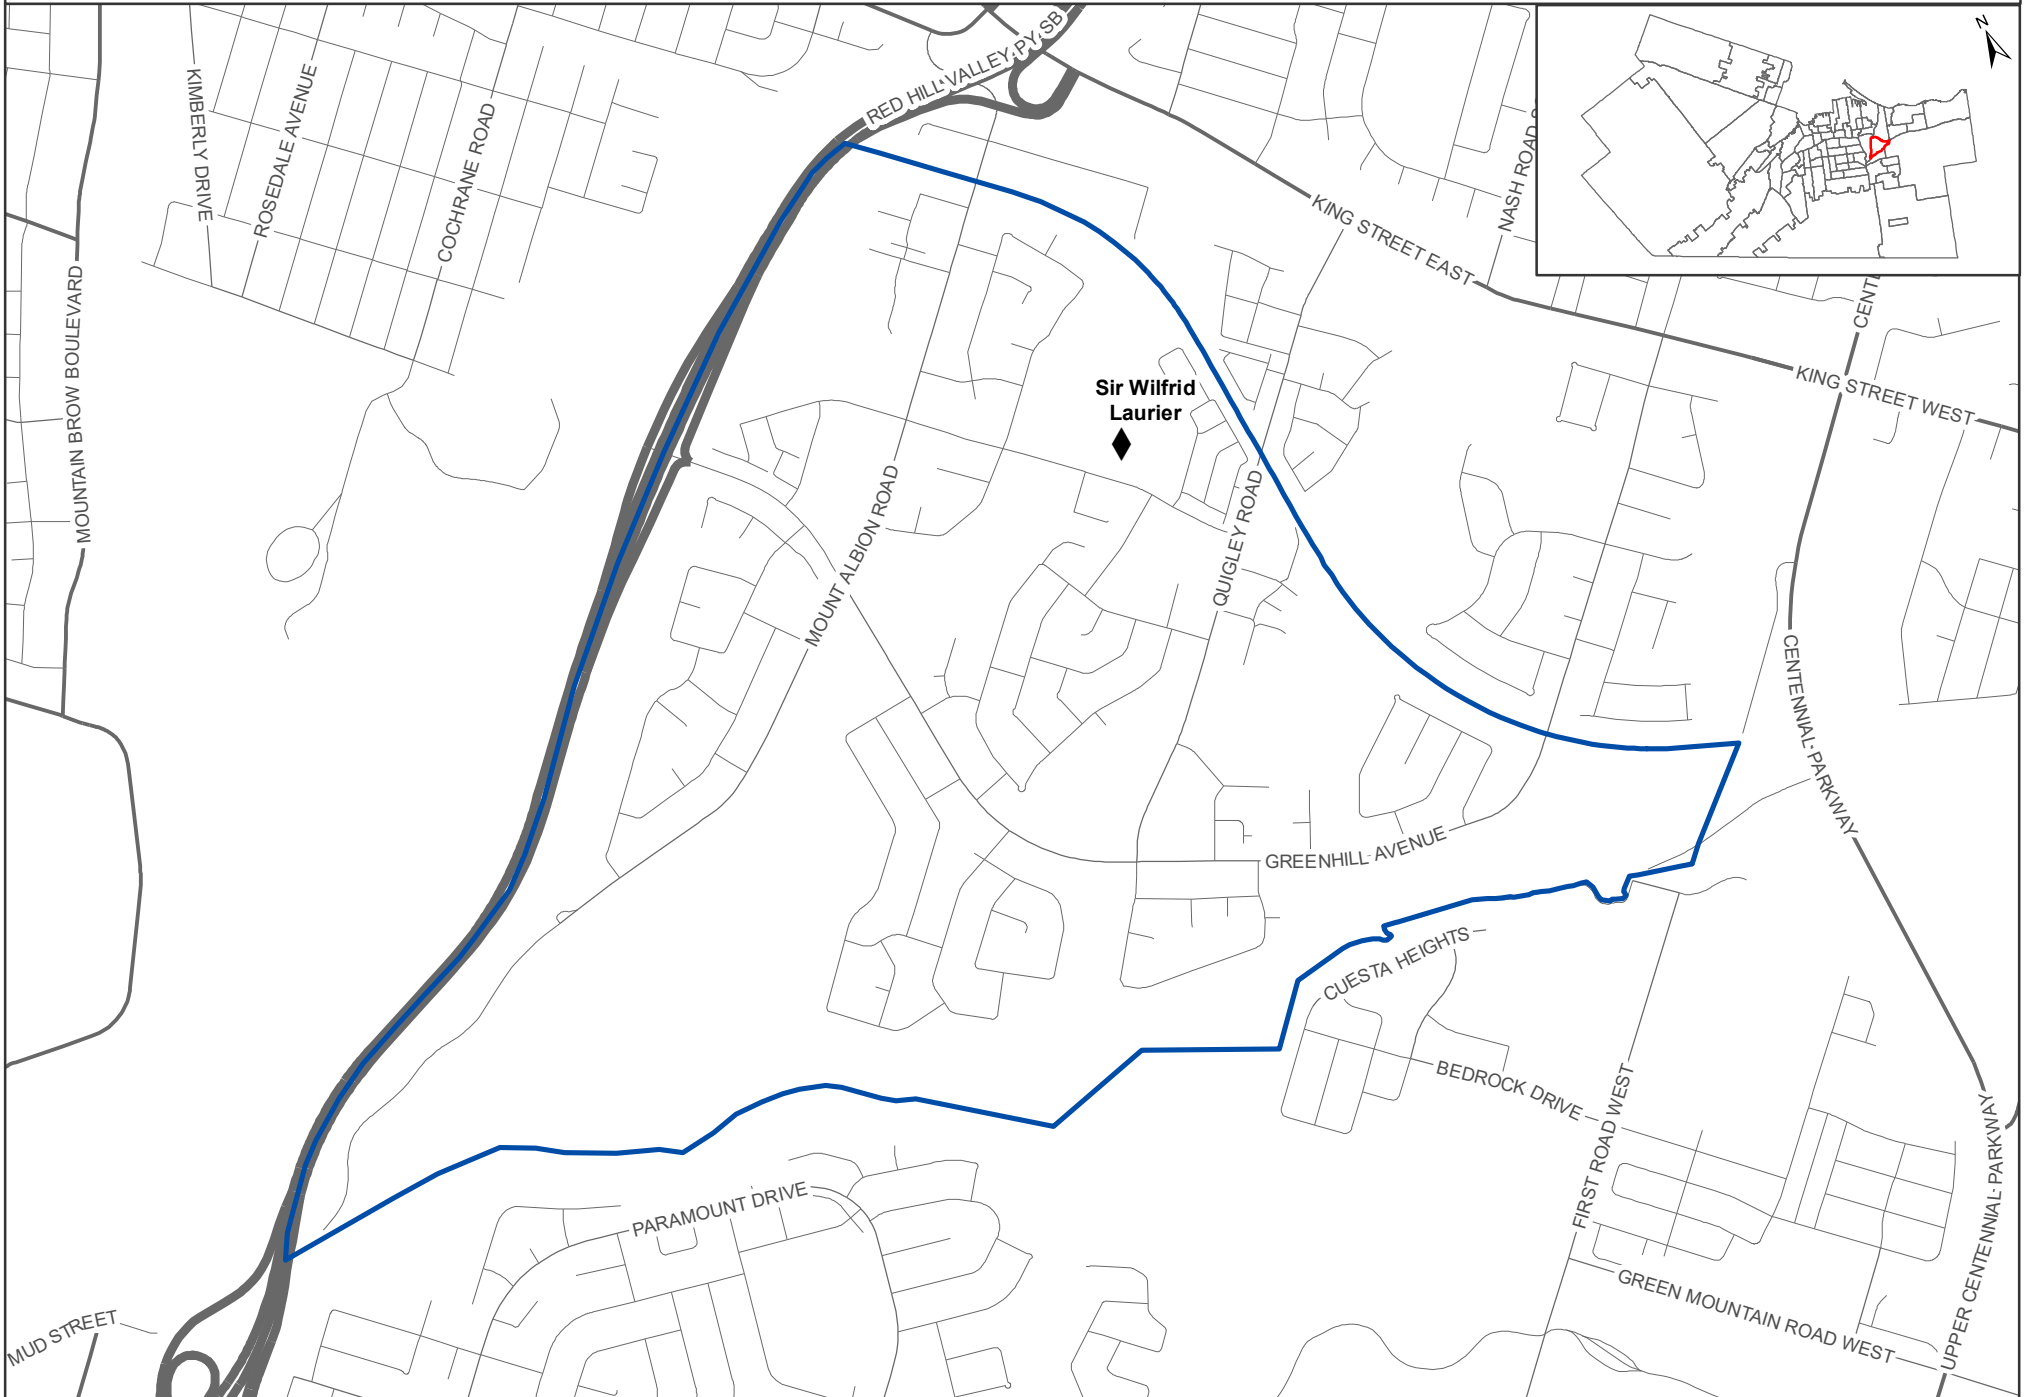 RED HILL VALLEY PY SB
N
KIMBERLY DRIVE
ROSEDALE AVENUE
COCHRANE ROAD
NASH ROAD S
KING STREET EAST
MOUNTAIN BROW BOULEVARD
CENT
KING STREET WEST
Sir Wilfrid
Laurier
MOUNT ALBION ROAD
QUIGLEY ROAD
CENTENNIAL PARKWAY
GREENHILL AVENUE
CUESTA HEIGHTS
BEDROCK DRIVE
FIRST ROAD WEST
PARAMOUNT DRIVE
UPPER CENTENNIAL PARKWAY
GREEN MOUNTAIN ROAD WEST
MUD STREET